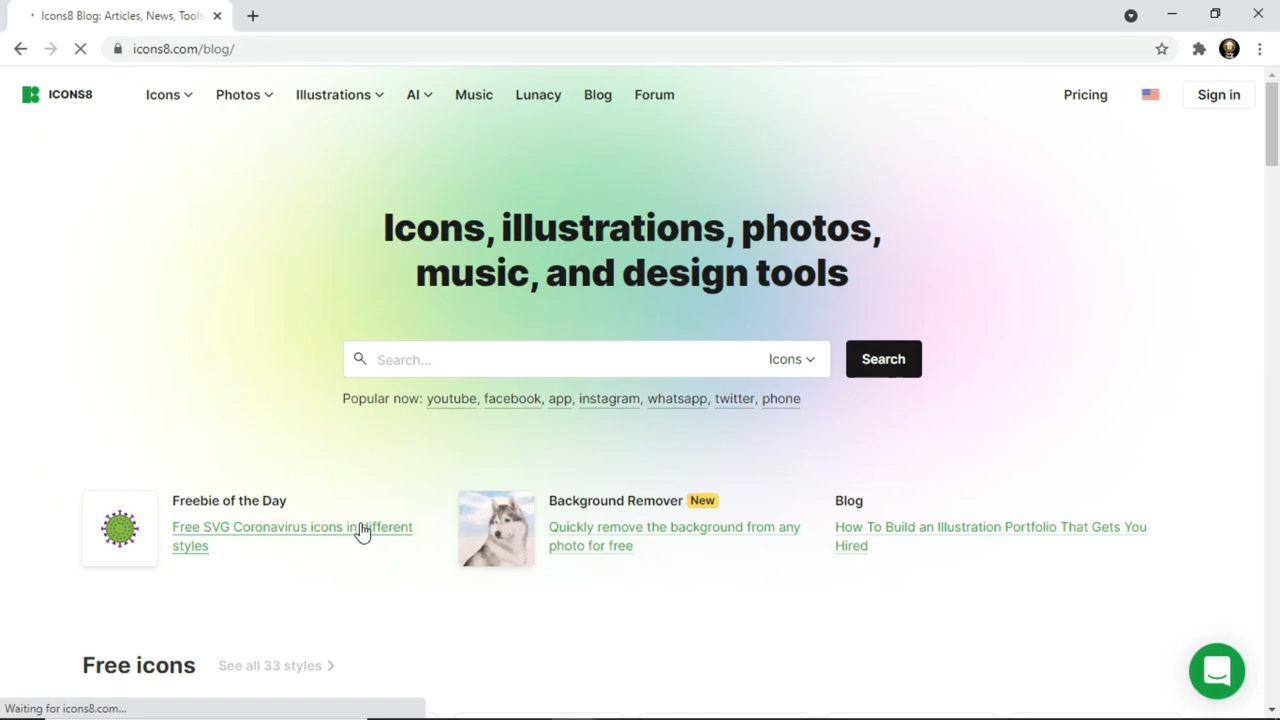 Icons8 Blog: Articles, News, Tools
icons8.com/blog/
ICONS8
Icons
Photos
Illustrations
AI
Music
Lunacy
Blog
Forum
Pricing
Sign in
Icons, illustrations, photos,
music, and design tools
Search...
Icons
Search
Popular now: youtube, facebook, app, instagram, whatsapp, twitter, phone
Freebie of the Day
Free SVG Coronavirus icons in different
styles
Background Remover New
Quickly remove the background from any
photo for free
Blog
How To Build an Illustration Portfolio That Gets You
Hired
Free icons
See all 33 styles
Waiting for icons8.com...